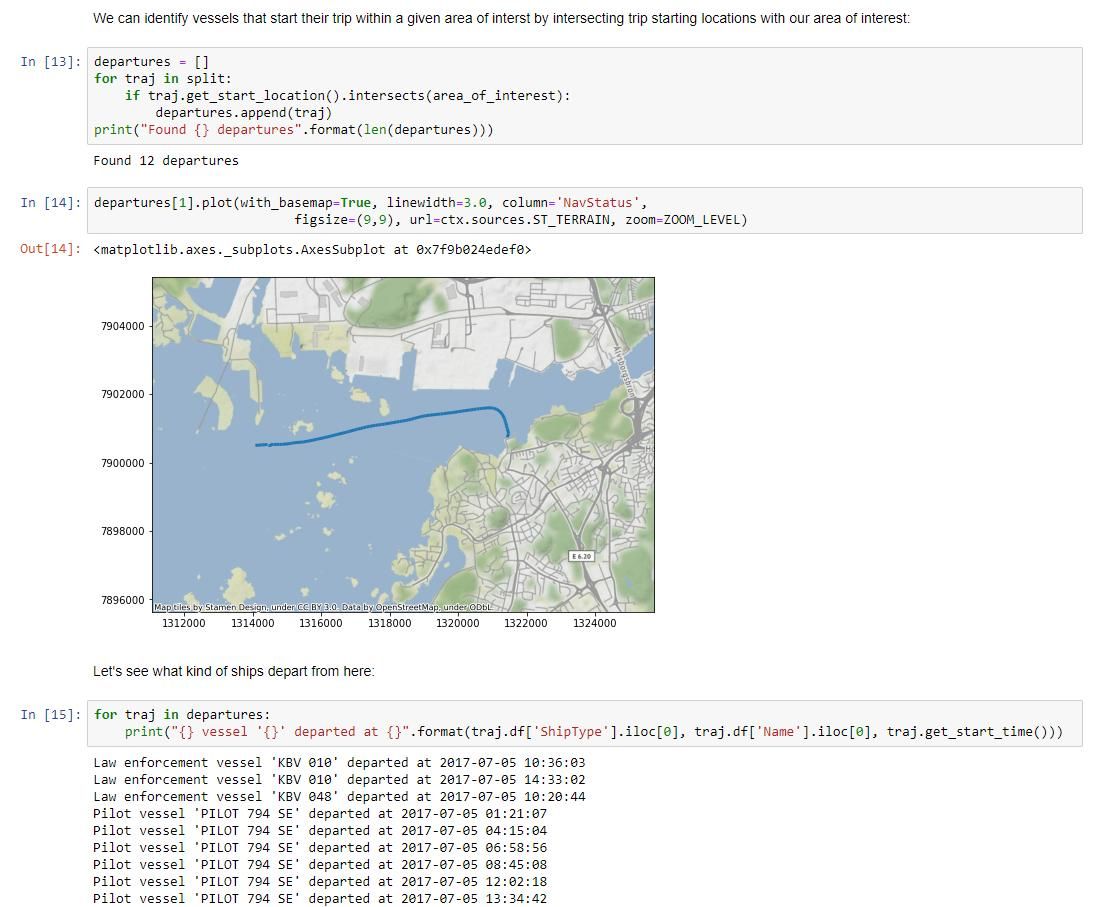 We can identify vessels that start their trip within a given area of interst by intersecting trip starting locations with our area of interest:
In [13]: departures = []
for traj in split:
    if traj.get_start_location().intersects(area_of_interest):
        departures.append(traj)
print("Found {} departures".format(len(departures)))
Found 12 departures
In [14]: departures[1].plot(with_basemap=True, linewidth=3.0, column='NavStatus',
                          figsize=(9,9), url=ctx.sources.ST_TERRAIN, zoom=ZOOM_LEVEL)
Out[14]: <matplotlib.axes._subplots.AxesSubplot at 0x7f9b024edef0>
7904000
7902000
7900000
7898000
7896000
Älvsborgsbron
E 6.20
Map tiles by Stamen Design, under CC BY 3.0. Data by OpenStreetMap, under ODbL.
1312000 1314000 1316000 1318000 1320000 1322000 1324000
Let's see what kind of ships depart from here:
In [15]: for traj in departures:
    print("{} vessel '{}' departed at {}".format(traj.df['ShipType'].iloc[0], traj.df['Name'].iloc[0], traj.get_start_time()))
Law enforcement vessel 'KBV 010' departed at 2017-07-05 10:36:03
Law enforcement vessel 'KBV 010' departed at 2017-07-05 14:33:02
Law enforcement vessel 'KBV 048' departed at 2017-07-05 10:20:44
Pilot vessel 'PILOT 794 SE' departed at 2017-07-05 01:21:07
Pilot vessel 'PILOT 794 SE' departed at 2017-07-05 04:15:04
Pilot vessel 'PILOT 794 SE' departed at 2017-07-05 06:58:56
Pilot vessel 'PILOT 794 SE' departed at 2017-07-05 08:45:08
Pilot vessel 'PILOT 794 SE' departed at 2017-07-05 12:02:18
Pilot vessel 'PILOT 794 SE' departed at 2017-07-05 13:34:42